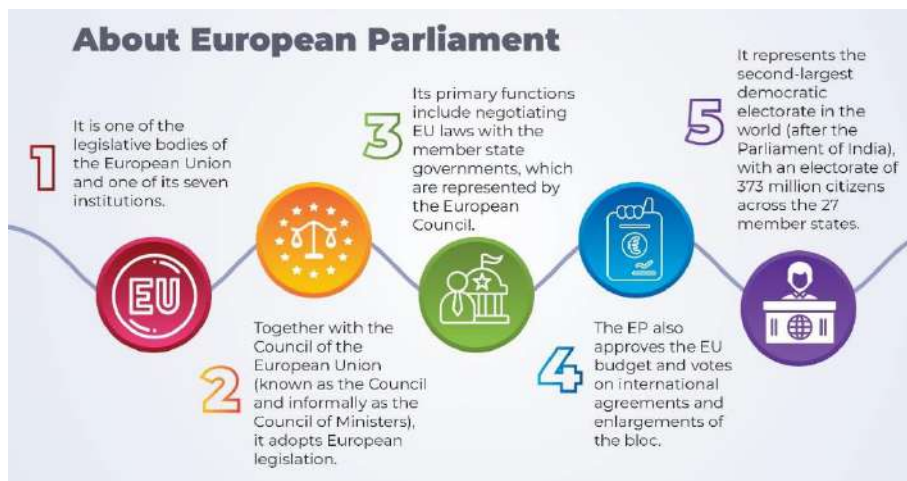 About European Parliament
1
It is one of the
legislative bodies of
the European Union
and one of its seven
institutions.
EU
2
Together with the
Council of the
European Union
(known as the Council
and informally as the
Council of Ministers),
it adopts European
legislation.
3
Its primary functions
include negotiating
EU laws with the
member state
governments, which
are represented by
the European
Council.
4
The EP also
approves the EU
budget and votes
on international
agreements and
enlargements of
the bloc.
5
It represents the
second-largest
democratic
electorate in the
world (after the
Parliament of India),
with an electorate of
373 million citizens
across the 27
member states.